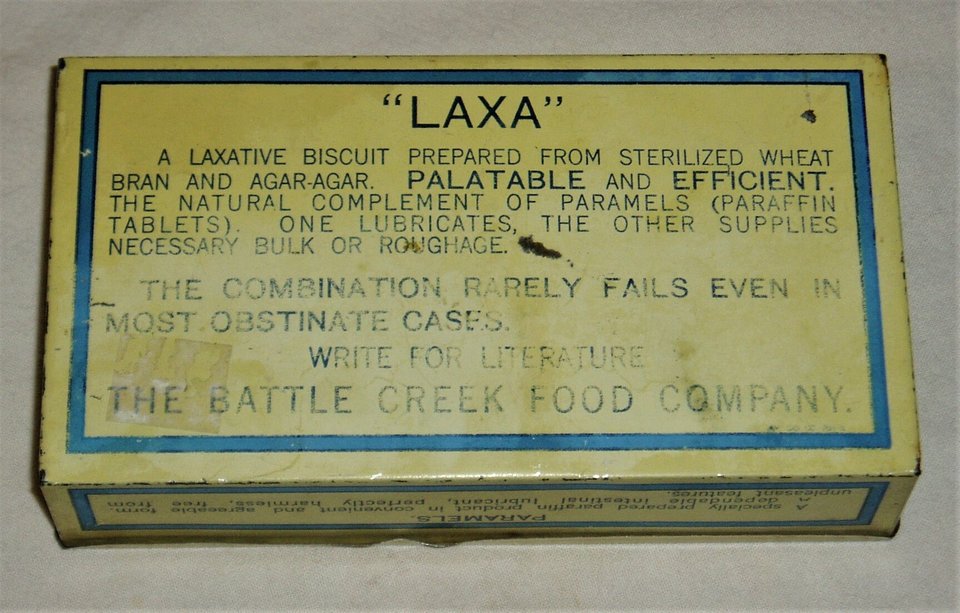 "LAXA"
A LAXATIVE BISCUIT PREPARED FROM STERILIZED WHEAT
BRAN AND AGAR-AGAR. PALATABLE AND EFFICIENT.
THE NATURAL COMPLEMENT OF PARAMELS (PARAFFIN
TABLETS). ONE LUBRICATES, THE OTHER SUPPLIES
NECESSARY BULK OR ROUGHAGE.
THE COMBINATION RARELY FAILS EVEN IN
MOST OBSTINATE CASES.
WRITE FOR LITERATURE
THE BATTLE CREEK FOOD COMPANY.
PARAMELS.
A specially prepared paraffin product in convenient and agreeable form.
A dependable intestinal lubricant, perfectly harmless, free from
unpleasant features.